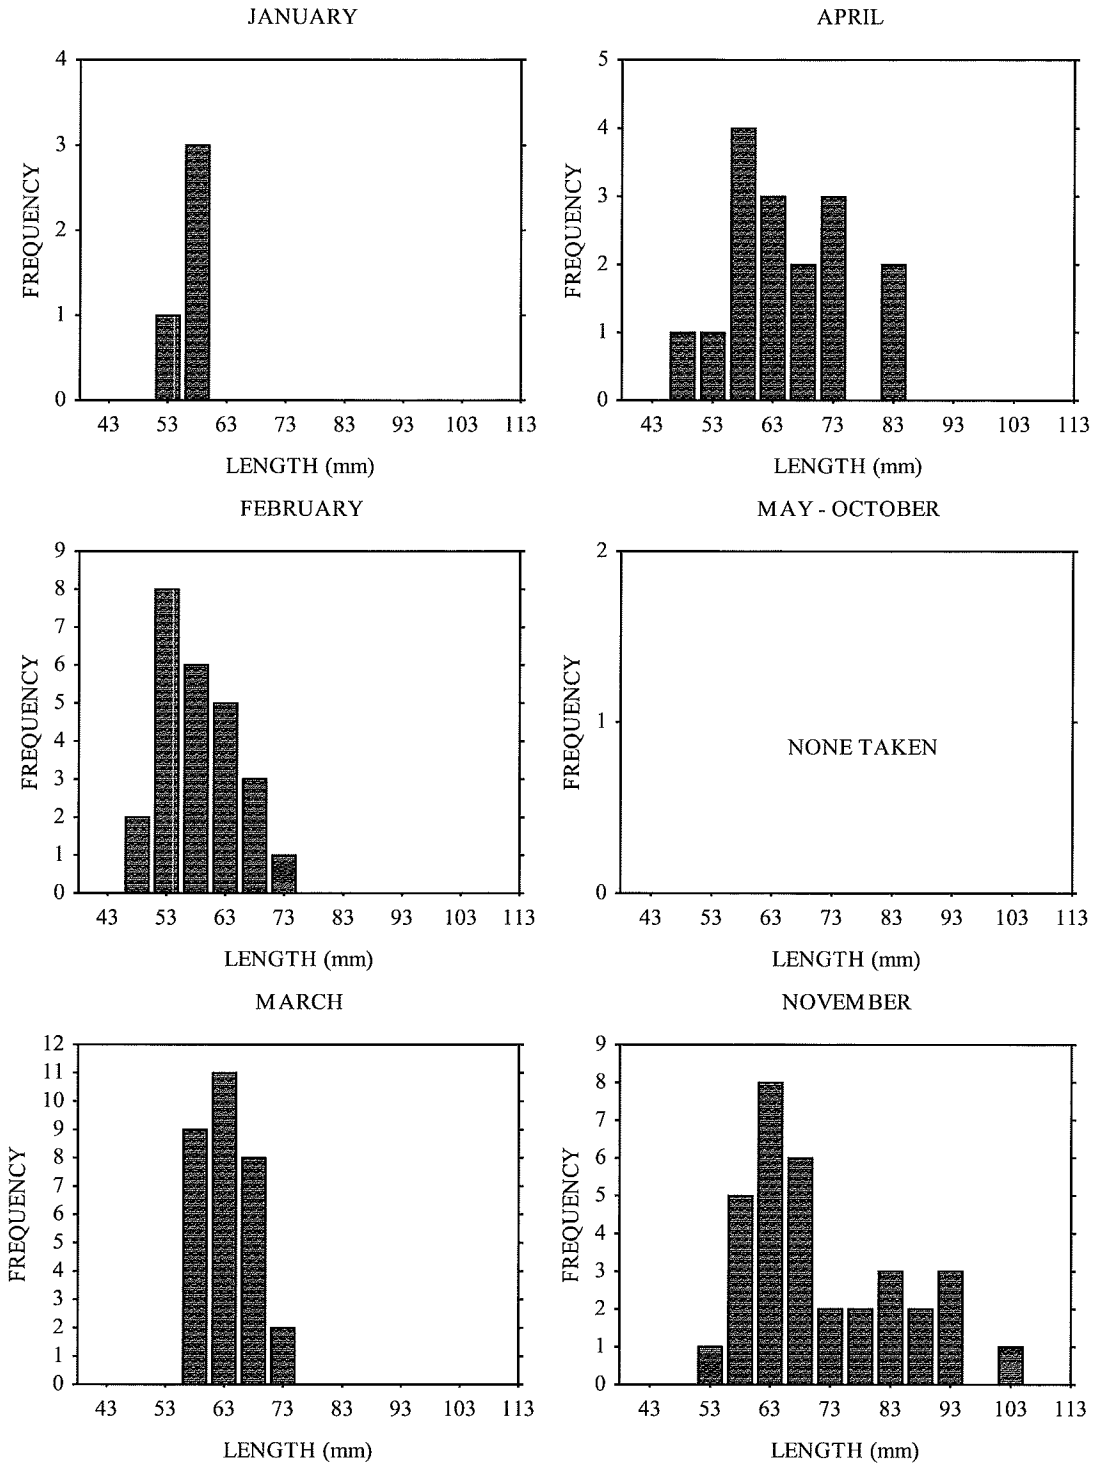 JANUARY
4
3
2
1
0
FREQUENCY
43 53 63 73 83 93 103 113
LENGTH (mm)
APRIL
5
4
3
2
1
0
FREQUENCY
43 53 63 73 83 93 103 113
LENGTH (mm)
FEBRUARY
9
8
7
6
5
4
3
2
1
0
FREQUENCY
43 53 63 73 83 93 103 113
LENGTH (mm)
MAY - OCTOBER
2
1
0
FREQUENCY
NONE TAKEN
43 53 63 73 83 93 103 113
LENGTH (mm)
MARCH
12
11
10
9
8
7
6
5
4
3
2
1
0
FREQUENCY
43 53 63 73 83 93 103 113
LENGTH (mm)
NOVEMBER
9
8
7
6
5
4
3
2
1
0
FREQUENCY
43 53 63 73 83 93 103 113
LENGTH (mm)